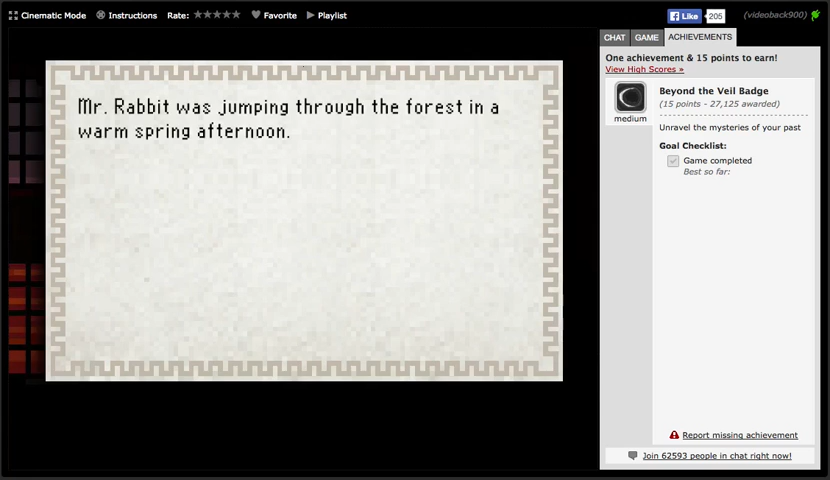 Cinematic Mode Instructions Rate: Favorite Playlist Like 205 (videoback900)
CHAT GAME ACHIEVEMENTS
One achievement & 15 points to earn!
View High Scores »
Beyond the Veil Badge
(15 points - 27,125 awarded)
medium
Unravel the mysteries of your past
Goal Checklist:
Game completed
Best so far:
Mr. Rabbit was jumping through the forest in a
warm spring afternoon.
Report missing achievement
Join 62593 people in chat right now!